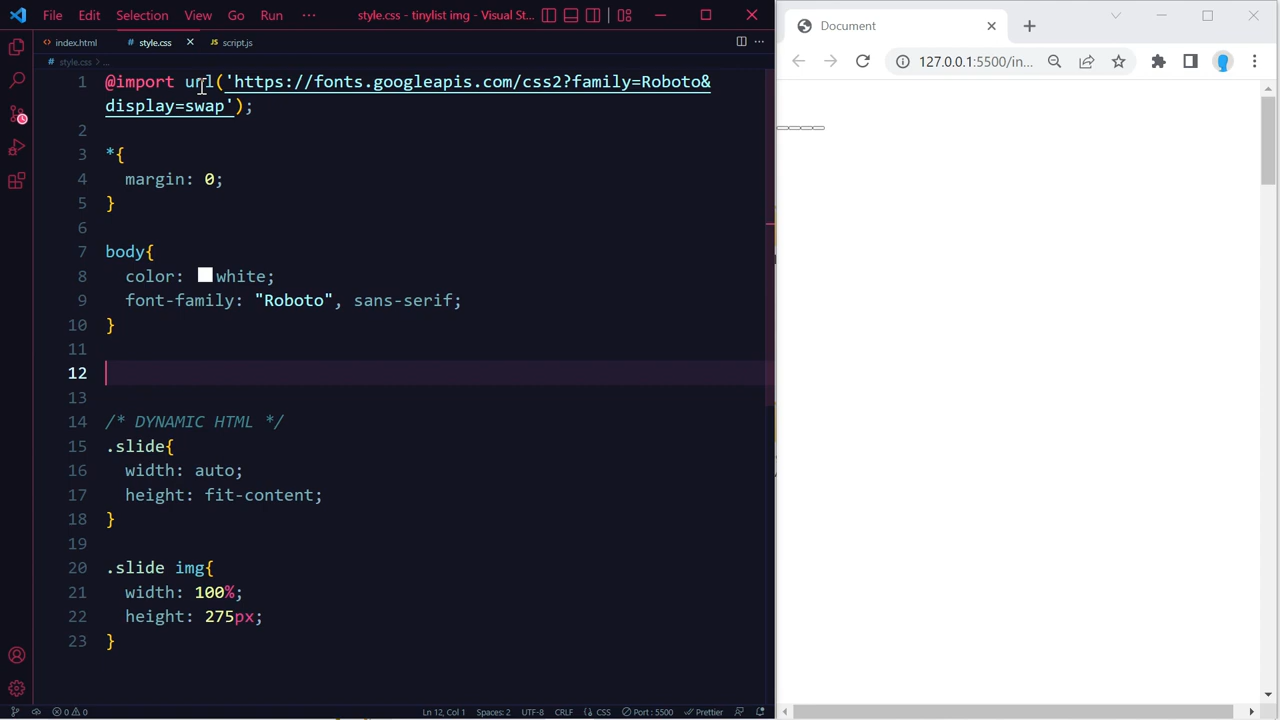 File Edit Selection View Go Run ··· style.css - tinylist img - Visual St...
index.html style.css script.js
style.css > ...
1 @import url('https://fonts.googleapis.com/css2?family=Roboto&
display=swap');
2
3 *{
4 margin: 0;
5 }
6
7 body{
8 color: white;
9 font-family: "Roboto", sans-serif;
10 }
11
12
13
14 /* DYNAMIC HTML */
15 .slide{
16 width: auto;
17 height: fit-content;
18 }
19
20 .slide img{
21 width: 100%;
22 height: 275px;
23 }
0 0 Ln 12, Col 1 Spaces: 2 UTF-8 CRLF CSS Port : 5500 Prettier
Document
127.0.0.1:5500/in...